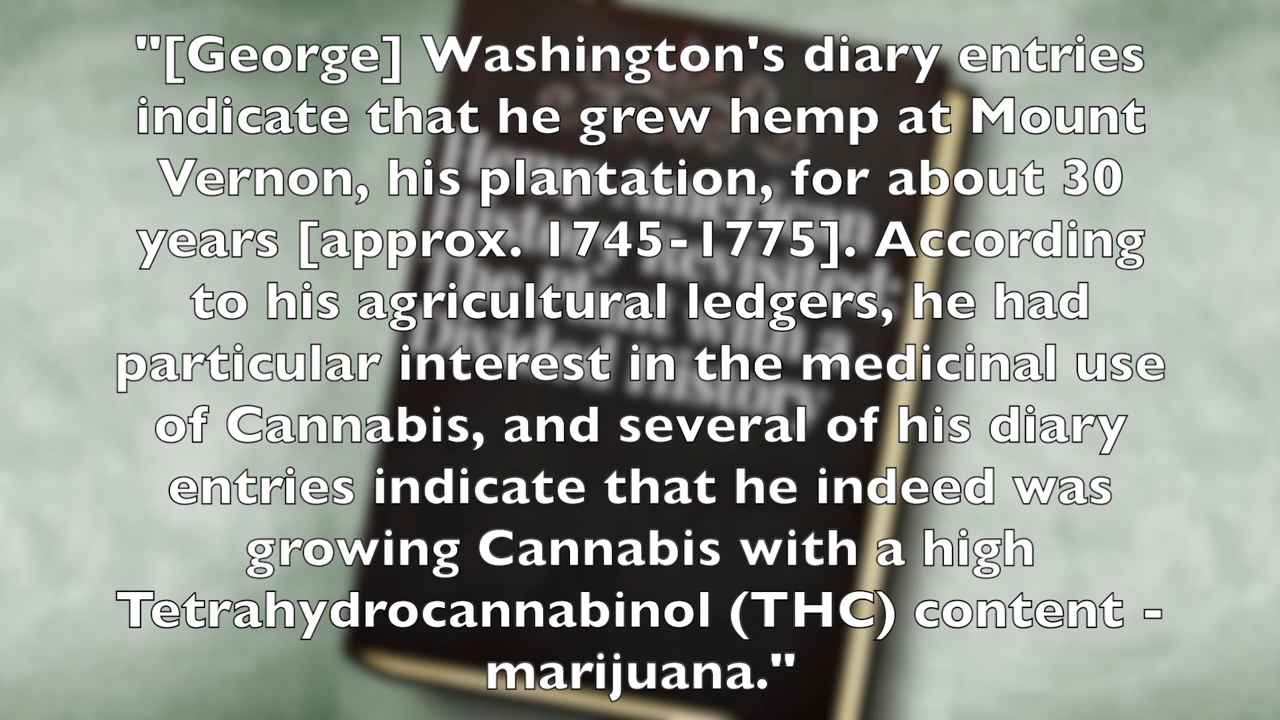 "[George] Washington's diary entries
indicate that he grew hemp at Mount
Vernon, his plantation, for about 30
years [approx. 1745-1775]. According
to his agricultural ledgers, he had
particular interest in the medicinal use
of Cannabis, and several of his diary
entries indicate that he indeed was
growing Cannabis with a high
Tetrahydrocannabinol (THC) content -
marijuana."